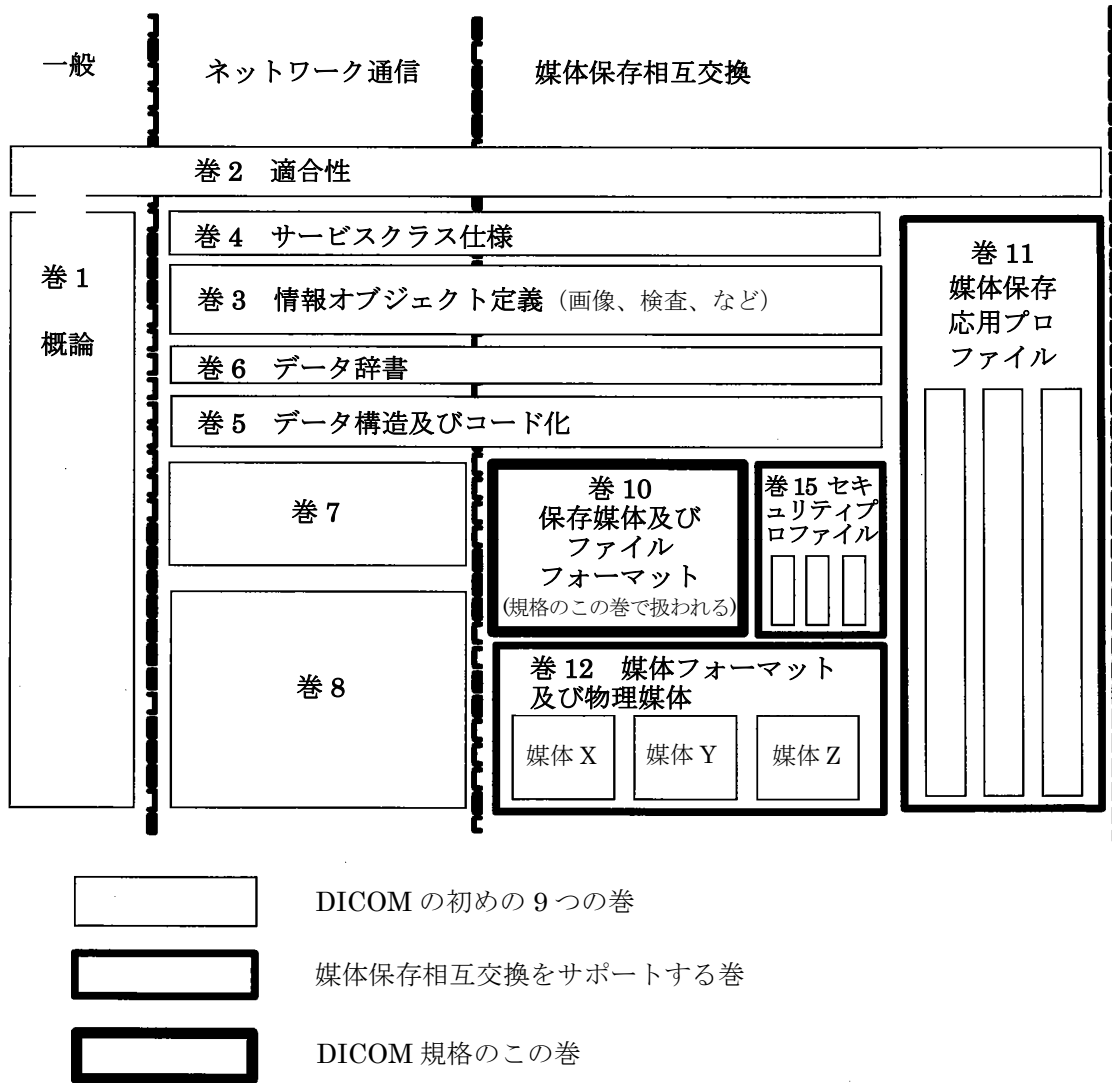 一般
ネットワーク通信
媒体保存相互交換
巻 2 適合性
巻 1
概論
巻 4 サービスクラス仕様
巻 3 情報オブジェクト定義（画像、検査、など）
巻 6 データ辞書
巻 5 データ構造及びコード化
巻 7
巻 8
巻 10
保存媒体及び
ファイル
フォーマット
(規格のこの巻で扱われる)
巻 15 セキ
ュリティプ
ロファイル
巻 12 媒体フォーマット
及び物理媒体
媒体 X
媒体 Y
媒体 Z
巻 11
媒体保存
応用プロ
ファイル
DICOM の初めの 9 つの巻
媒体保存相互交換をサポートする巻
DICOM 規格のこの巻